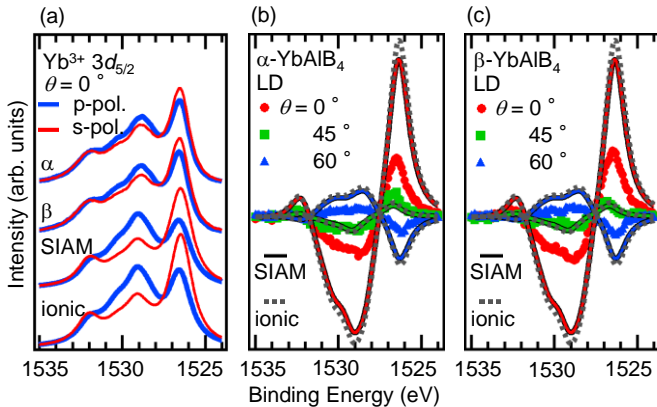 (a)
(b)
(c)
Yb³⁺ 3d₅/₂
θ = 0 °
p-pol.
s-pol.
α
β
SIAM
ionic
α-YbAlB₄
LD
θ = 0 °
45 °
60 °
SIAM
ionic
β-YbAlB₄
LD
θ = 0 °
45 °
60 °
SIAM
ionic
Intensity (arb. units)
1535
1530
1525
1535
1530
1525
1535
1530
1525
Binding Energy (eV)